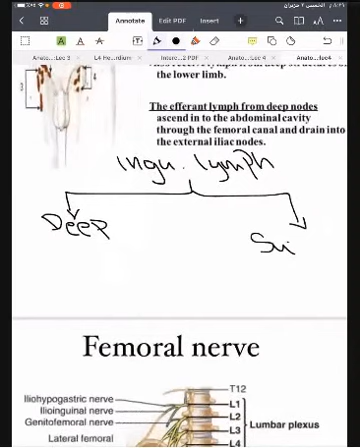 Annotate Edit PDF Insert
Anato...Lec 3 L4 H...rdium Interc...2 PDF Anato...Lec 4 Anato...lec4
the lower limb.
The efferant lymph from deep nodes
ascend in to the abdominal cavity
through the femoral canal and drain into
the external iliac nodes.
ingu. lymph
DeeP
Su
Femoral nerve
T12
Iliohypogastric nerve L1
Ilioinguinal nerve L2
Genitofemoral nerve L3 Lumbar plexus
Lateral femoral L4